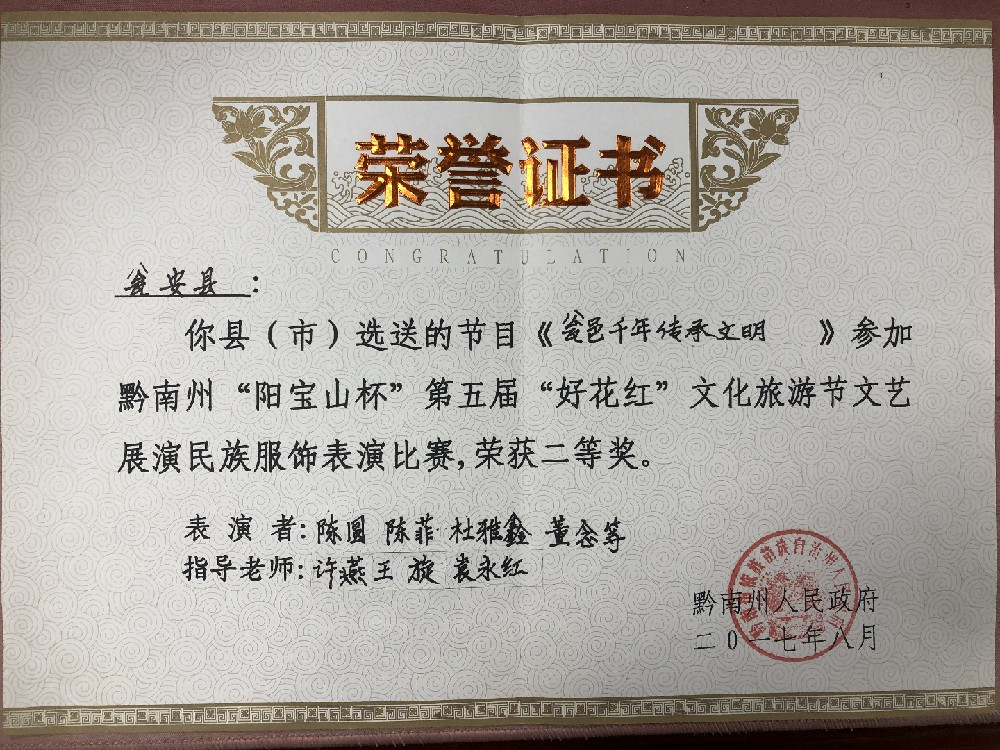 荣誉证书
CONGRATULATION
瓮安县：
你县（市）选送的节目《瓮邑千年传承文明》参加
黔南州“阳宝山杯”第五届“好花红”文化旅游节文艺
展演民族服饰表演比赛，荣获二等奖。
表演者：陈圆 陈菲 杜雅鑫 董念等
指导老师：许燕 王旋 袁永红
黔南州人民政府
二0一七年八月